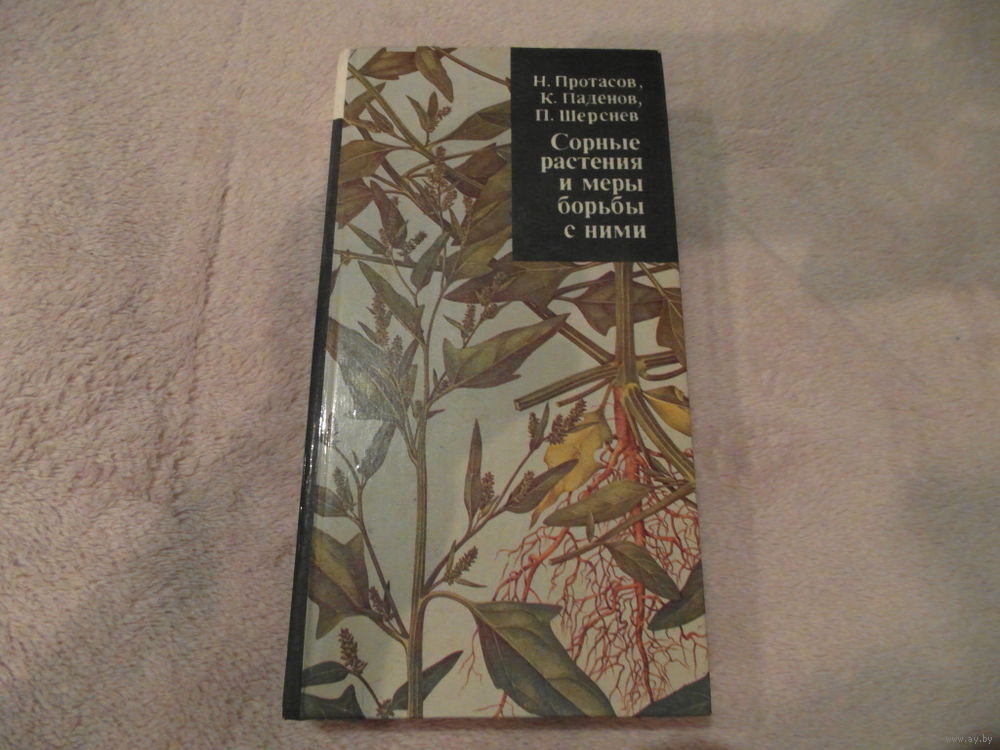 Н. Протасов,
К. Паденов,
П. Шерснев
Сорные
растения
и меры
борьбы
с ними
www.ay.by